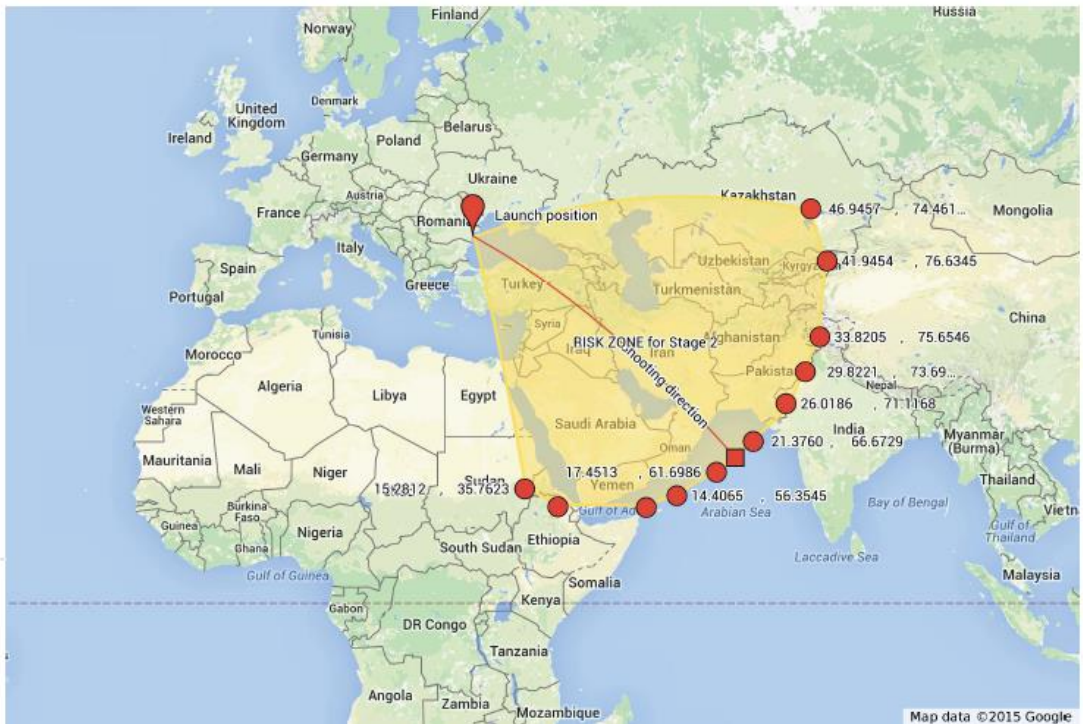 Finland
Russia
Norway
Denmark
United
Kingdom
Ireland
Belarus
Poland
Germany
Ukraine
Austria
France
Kazakhstan
46.9457 , 74.461...
Mongolia
Romania
Launch position
Italy
Uzbekistan
41.9454 , 76.6345
Spain
Greece
Turkey
Turkmenistan
Portugal
China
Syria
Tunisia
Afghanistan
33.8205 , 75.6546
RISK ZONE for Stage 2
Iran
Shooting direction
Morocco
Pakistan
29.8221 , 73.69...
Algeria
Libya
Egypt
Nepal
26.0186 , 71.1168
Western
Sahara
Saudi Arabia
India
Myanmar
(Burma)
Oman
21.3760 , 66.6729
Mauritania
Mali
Niger
Sudan
17.4513 , 61.6986
Yemen
Thailand
35.7623
14.4065 , 56.3545
Bay of Bengal
Burkina
Faso
Gulf of Ad
Arabian Sea
Guinea
Nigeria
Gulf of
Thailand
Ghana
South Sudan
Ethiopia
Laccadive Sea
Gulf of Guinea
Somalia
Malaysia
Gabon
Kenya
DR Congo
Tanzania
Angola
Zambia
Mozambique
Map data ©2015 Google